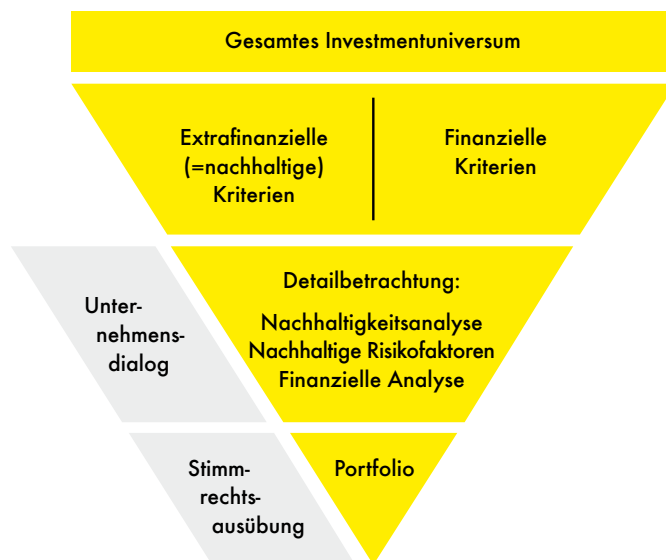 Gesamtes Investmentuniversum
Extrafinanzielle
(=nachhaltige)
Kriterien
Finanzielle
Kriterien
Detailbetrachtung:
Nachhaltigkeitsanalyse
Nachhaltige Risikofaktoren
Finanzielle Analyse
Unter-
nehmens-
dialog
Portfolio
Stimm-
rechts-
ausübung